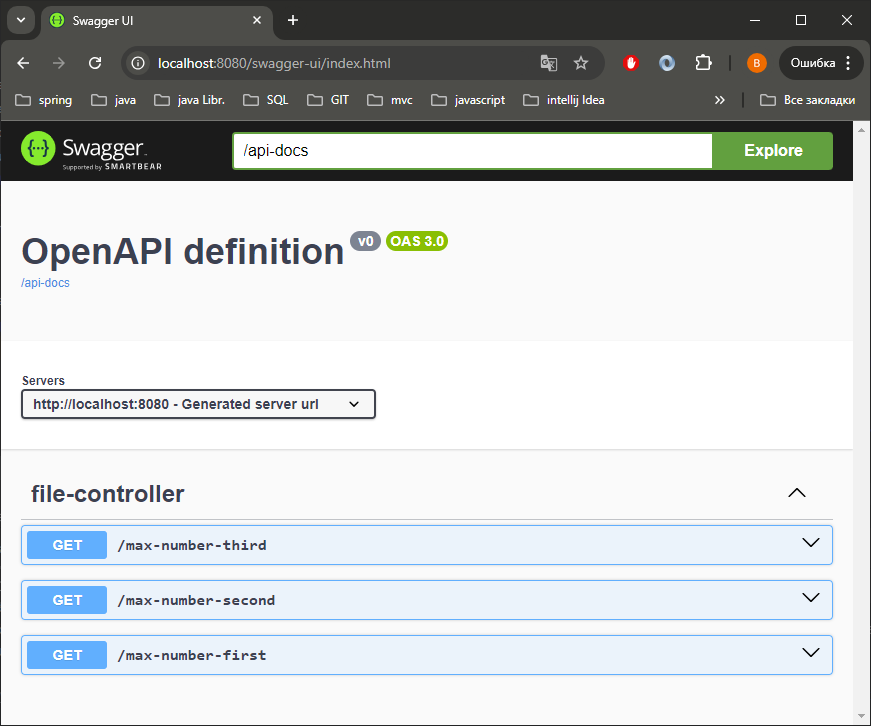 Swagger UI
localhost:8080/swagger-ui/index.html
B
Ошибка
spring
java
java Libr.
SQL
GIT
mvc
javascript
intellij Idea
»
Все закладки
{···} Swagger
Supported by SMARTBEAR
/api-docs
Explore
OpenAPI definition v0 OAS 3.0
/api-docs
Servers
http://localhost:8080 - Generated server url
file-controller
GET /max-number-third
GET /max-number-second
GET /max-number-first